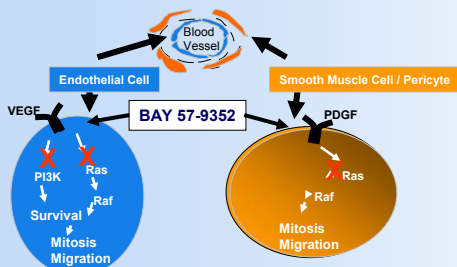 Blood
Vessel
Endothelial Cell
Smooth Muscle Cell / Pericyte
VEGF
BAY 57-9352
PDGF
PI3K
Ras
Raf
Survival
Mitosis
Migration
Ras
Raf
Mitosis
Migration